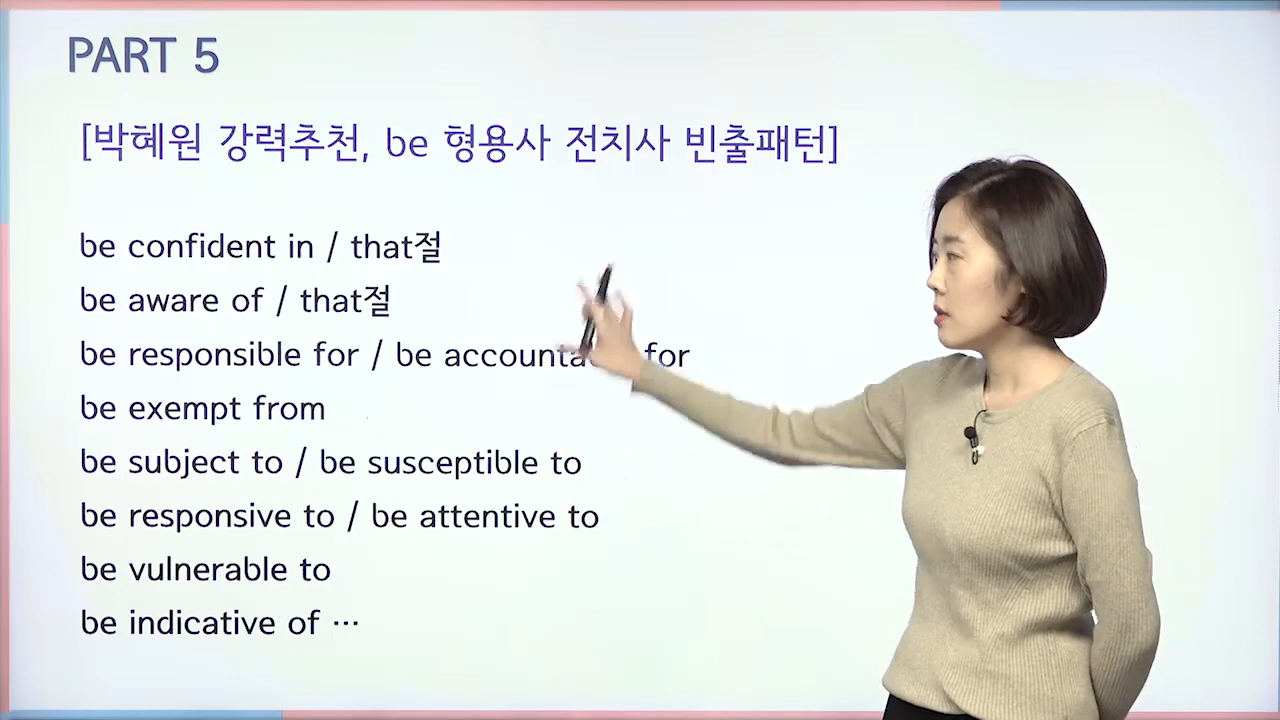 PART 5
[박혜원 강력추천, be 형용사 전치사 빈출패턴]
be confident in / that절
be aware of / that절
be responsible for / be for
be exempt from
be subject to / be susceptible to
be responsive to / be attentive to
be vulnerable to
be indicative of ⋯